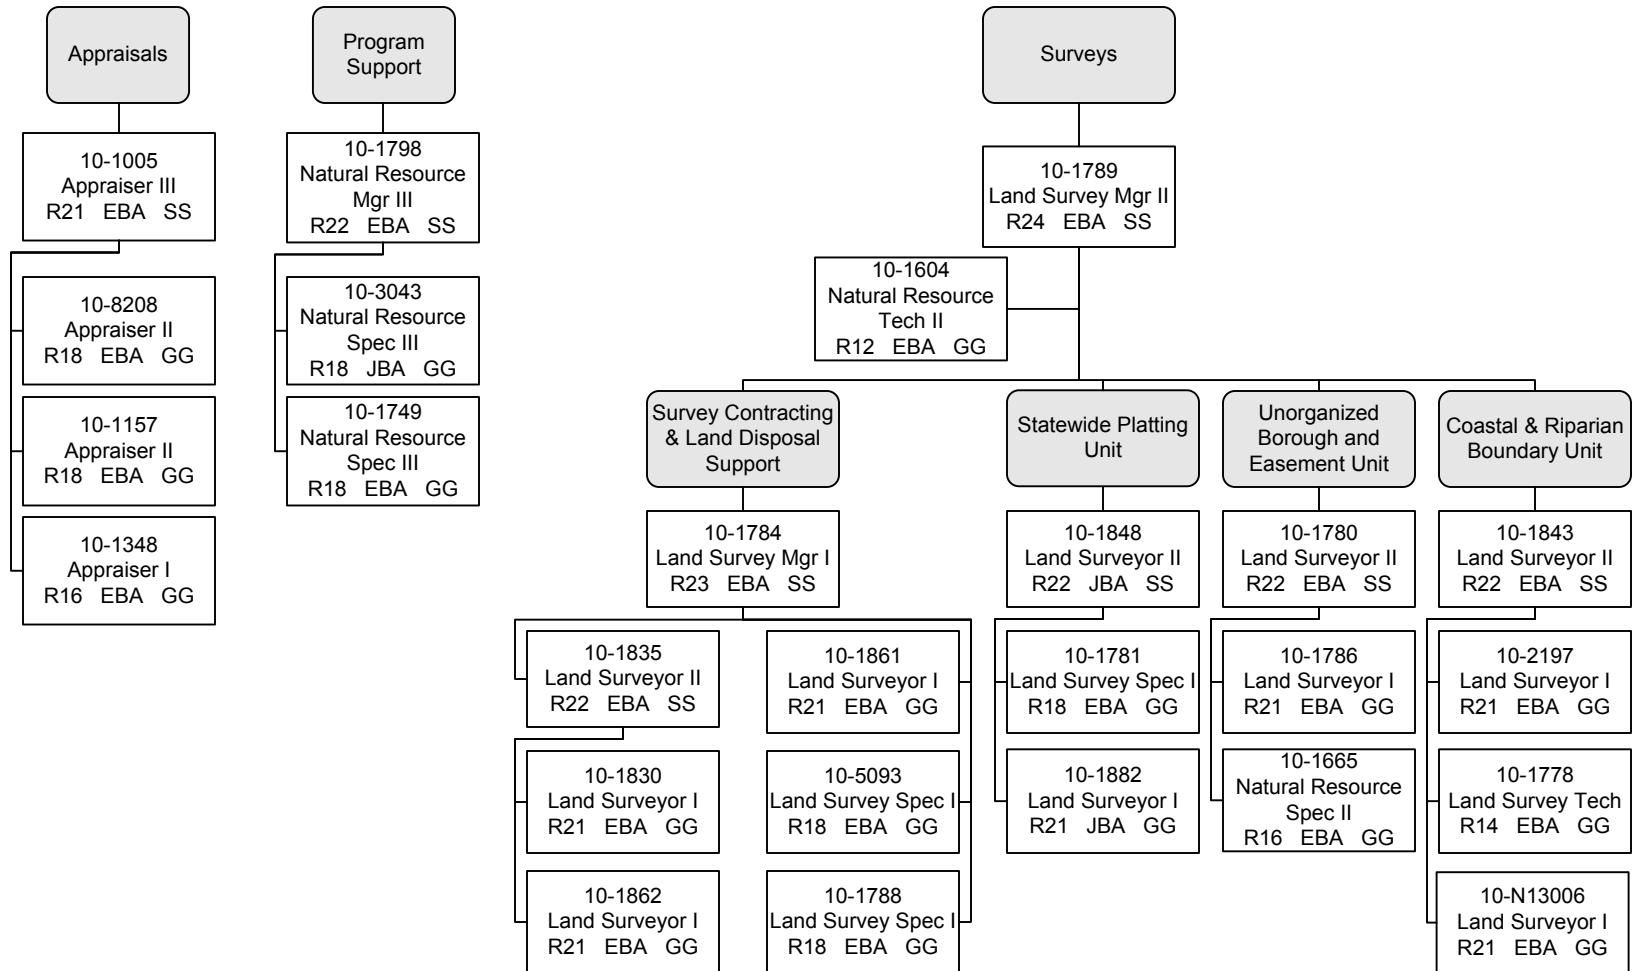 Appraisals
10-1005
Appraiser III
R21 EBA SS
10-8208
Appraiser II
R18 EBA GG
10-1157
Appraiser II
R18 EBA GG
10-1348
Appraiser I
R16 EBA GG
Program
Support
10-1798
Natural Resource
Mgr III
R22 EBA SS
10-3043
Natural Resource
Spec III
R18 JBA GG
10-1749
Natural Resource
Spec III
R18 EBA GG
Surveys
10-1789
Land Survey Mgr II
R24 EBA SS
10-1604
Natural Resource
Tech II
R12 EBA GG
Survey Contracting
& Land Disposal
Support
10-1784
Land Survey Mgr I
R23 EBA SS
10-1835
Land Surveyor II
R22 EBA SS
10-1830
Land Surveyor I
R21 EBA GG
10-1862
Land Surveyor I
R21 EBA GG
10-1861
Land Surveyor I
R21 EBA GG
10-5093
Land Survey Spec I
R18 EBA GG
10-1788
Land Survey Spec I
R18 EBA GG
Statewide Platting
Unit
10-1848
Land Surveyor II
R22 JBA SS
10-1781
Land Survey Spec I
R18 EBA GG
10-1882
Land Surveyor I
R21 JBA GG
Unorganized
Borough and
Easement Unit
10-1780
Land Surveyor II
R22 EBA SS
10-1786
Land Surveyor I
R21 EBA GG
10-1665
Natural Resource
Spec II
R16 EBA GG
Coastal & Riparian
Boundary Unit
10-1843
Land Surveyor II
R22 EBA SS
10-2197
Land Surveyor I
R21 EBA GG
10-1778
Land Survey Tech
R14 EBA GG
10-N13006
Land Surveyor I
R21 EBA GG